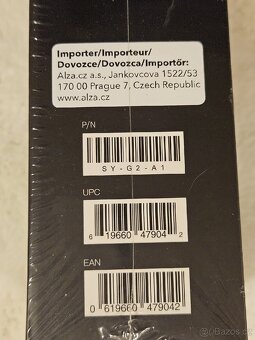 Importer/Importeur/
Dovozce/Dovozca/Importőr:
Alza.cz a.s., Jankovcova 1522/53
170 00 Prague 7, Czech Republic
www.alza.cz
P/N
SY-G2-A1
UPC
6 19660 47904 2
EAN
0 619660 479042